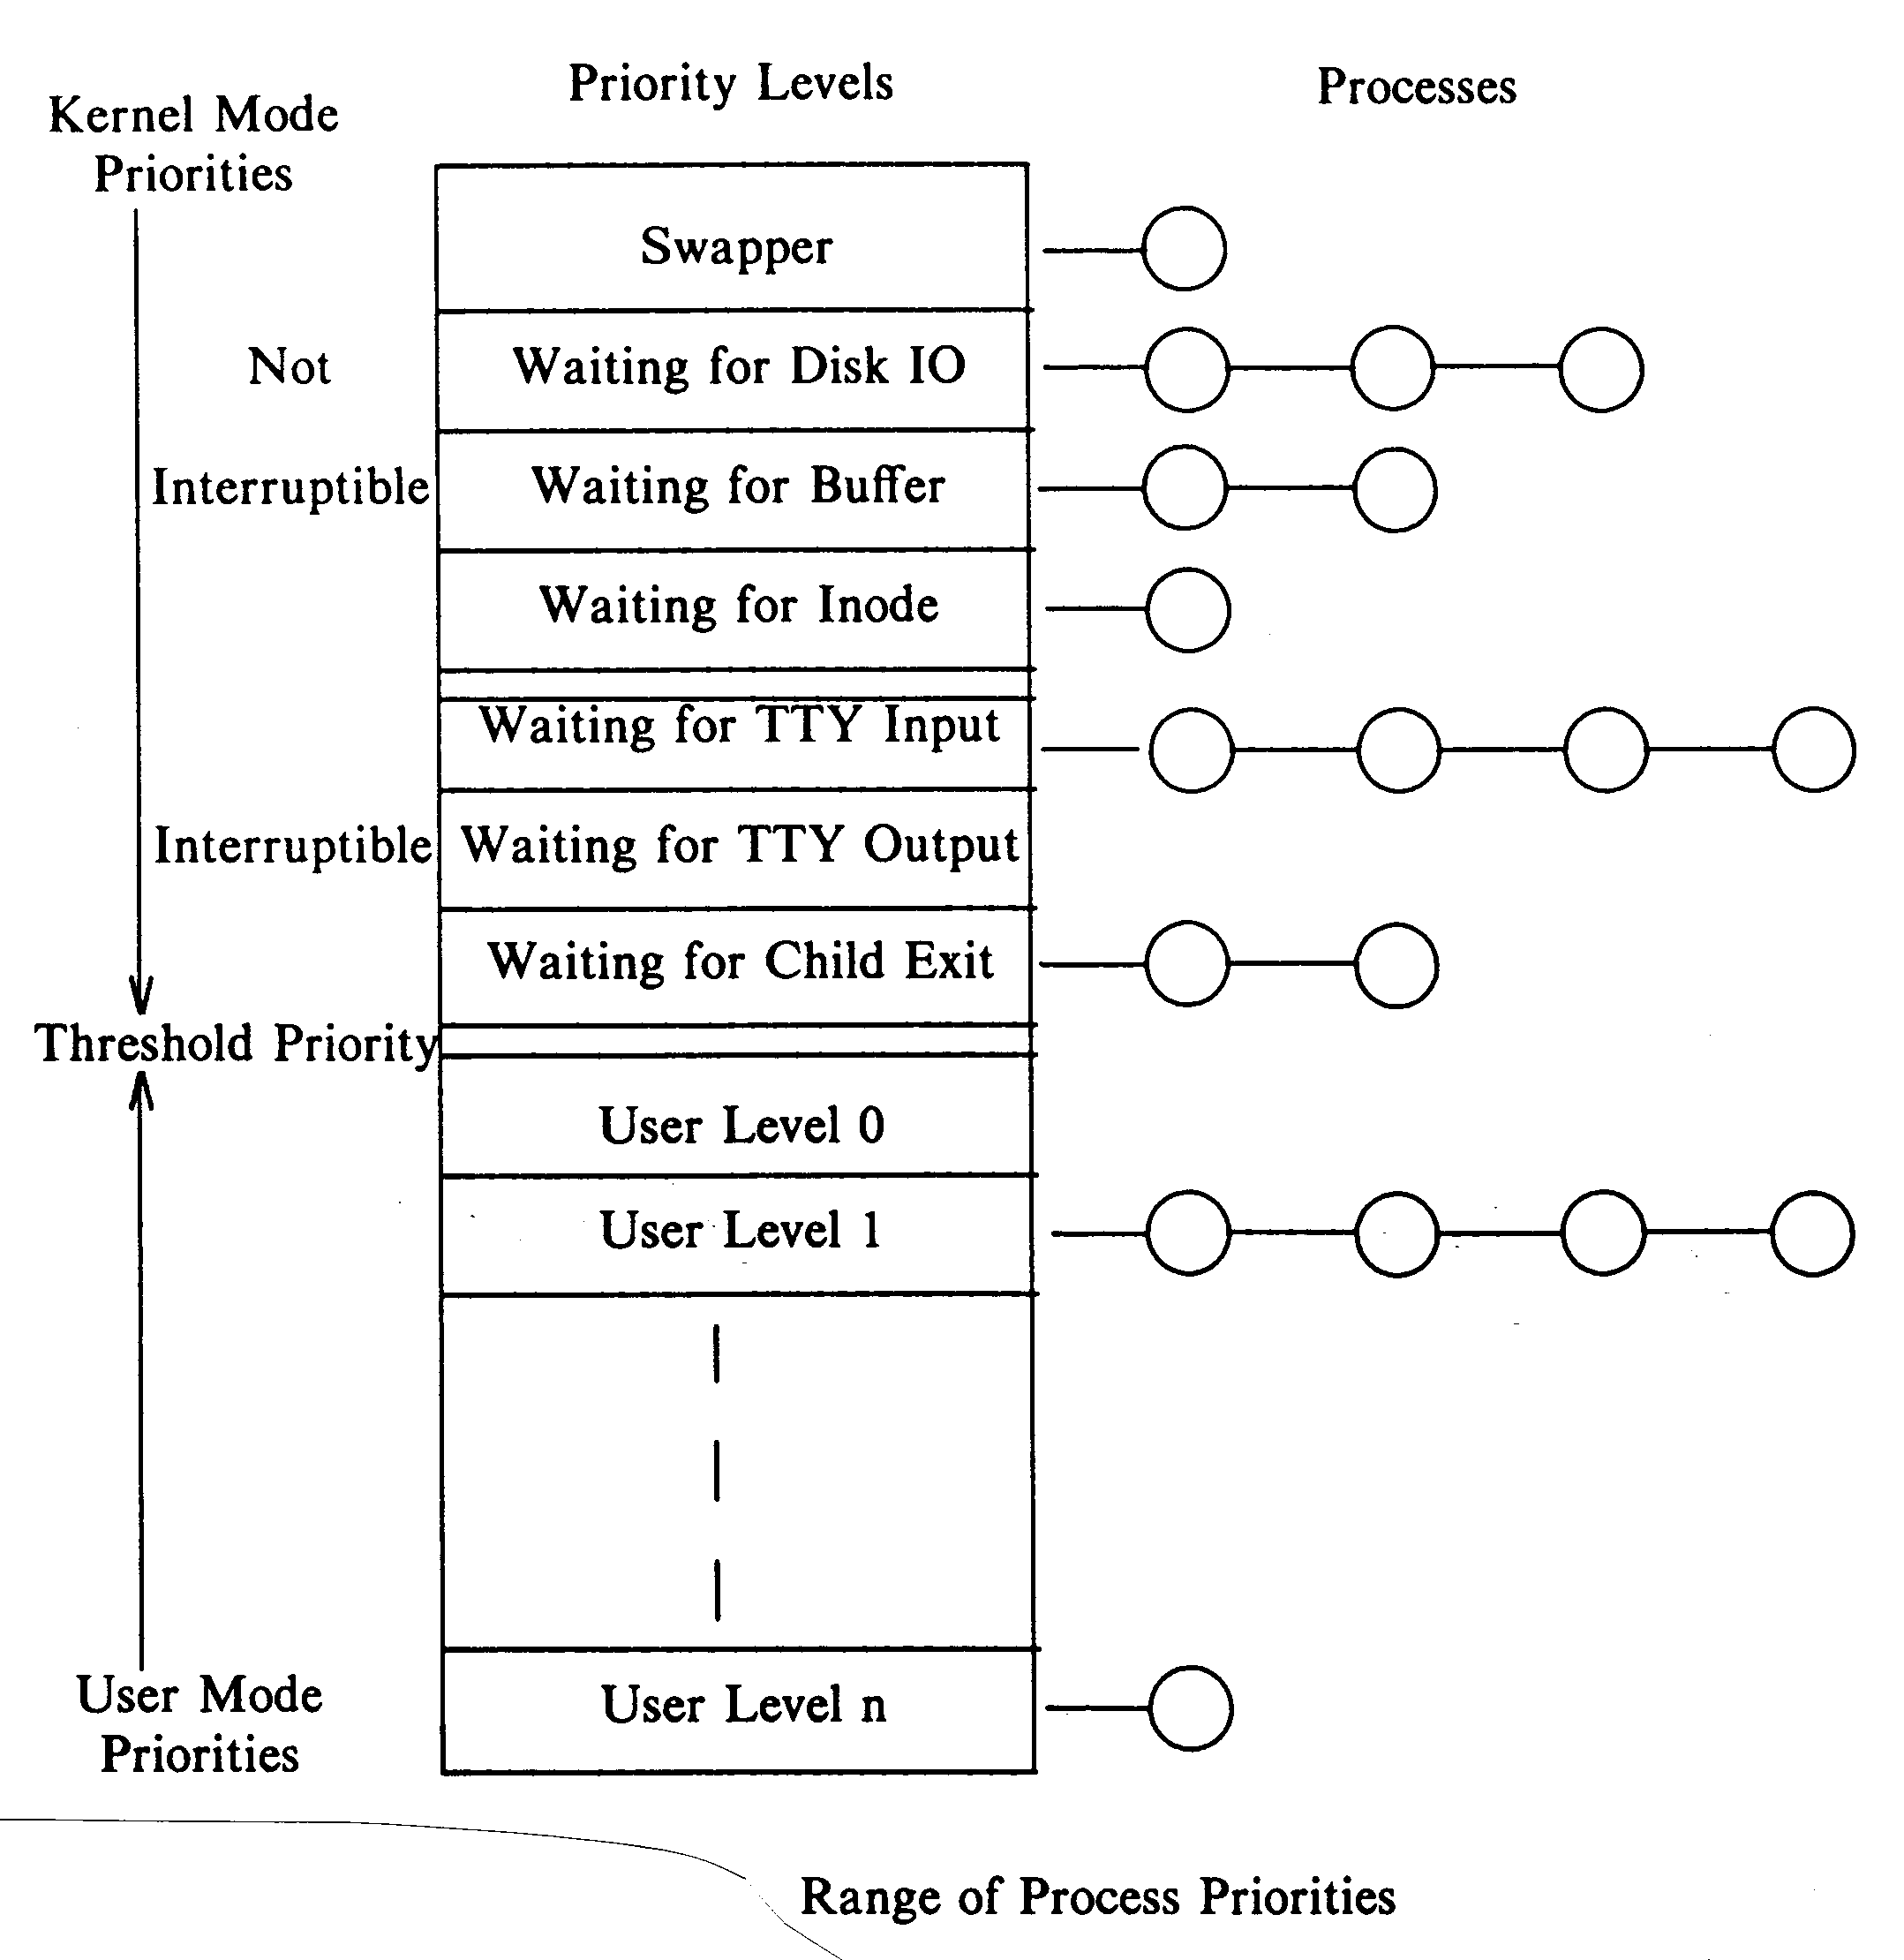 Priority Levels
Processes
Kernel Mode
Priorities
Swapper
Not
Waiting for Disk IO
Interruptible
Waiting for Buffer
Waiting for Inode
Waiting for TTY Input
Interruptible
Waiting for TTY Output
Waiting for Child Exit
Threshold Priority
User Level 0
User Level 1
User Level n
User Mode
Priorities
Range of Process Priorities